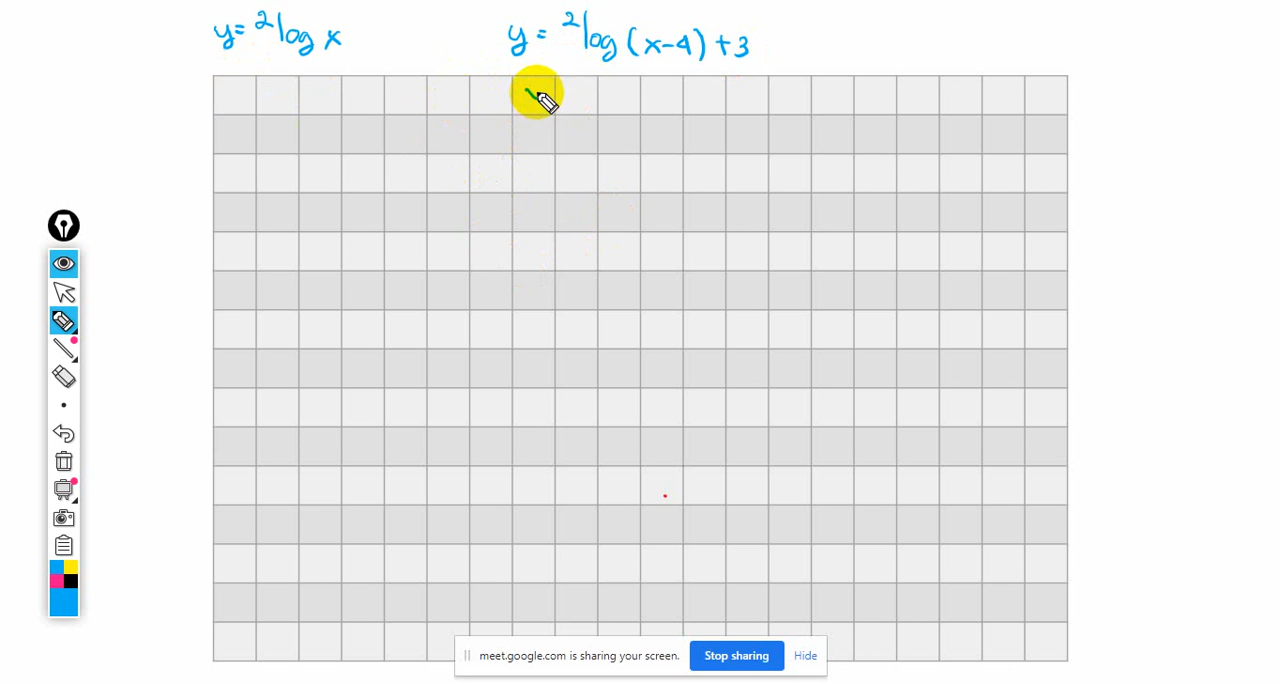 y = ²log x
y = ²log (x-4) + 3
meet.google.com is sharing your screen. Stop sharing Hide